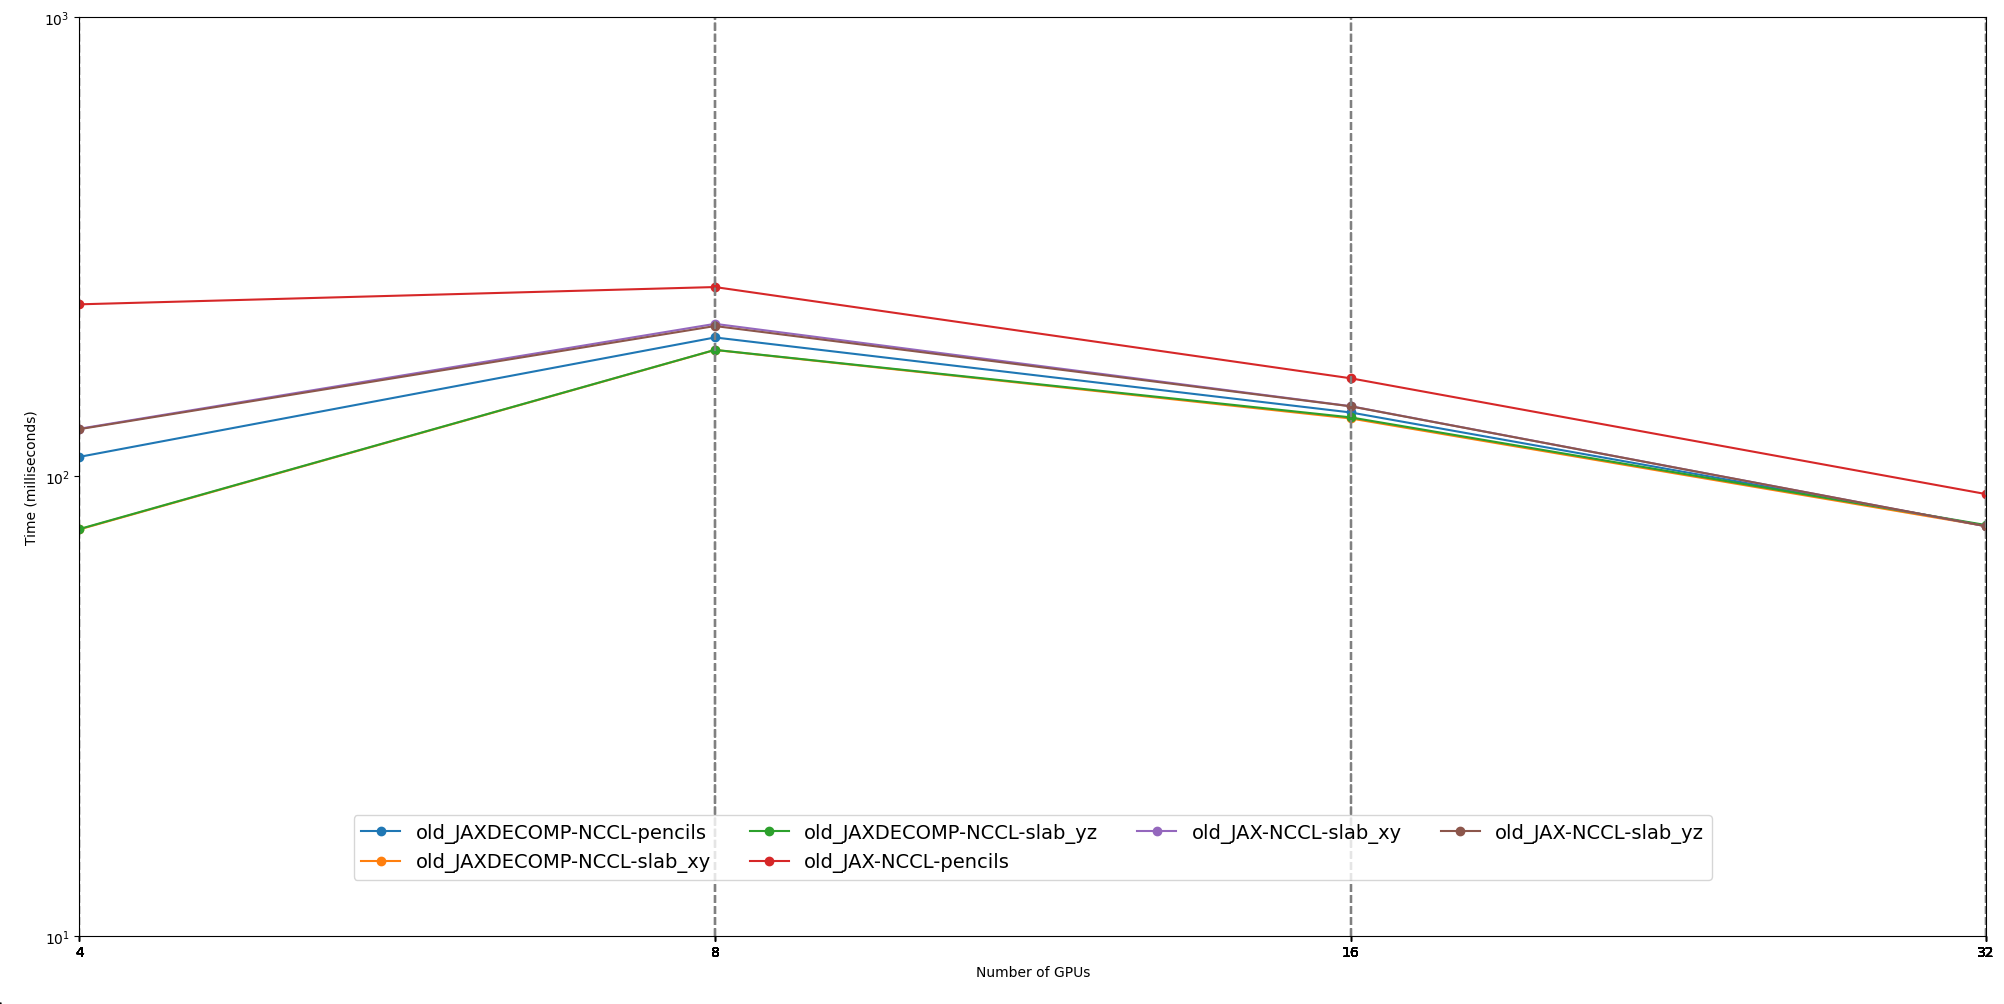 10³
10²
10¹
Time (milliseconds)
4
8
16
32
Number of GPUs
old_JAXDECOMP-NCCL-pencils
old_JAXDECOMP-NCCL-slab_xy
old_JAXDECOMP-NCCL-slab_yz
old_JAX-NCCL-pencils
old_JAX-NCCL-slab_xy
old_JAX-NCCL-slab_yz